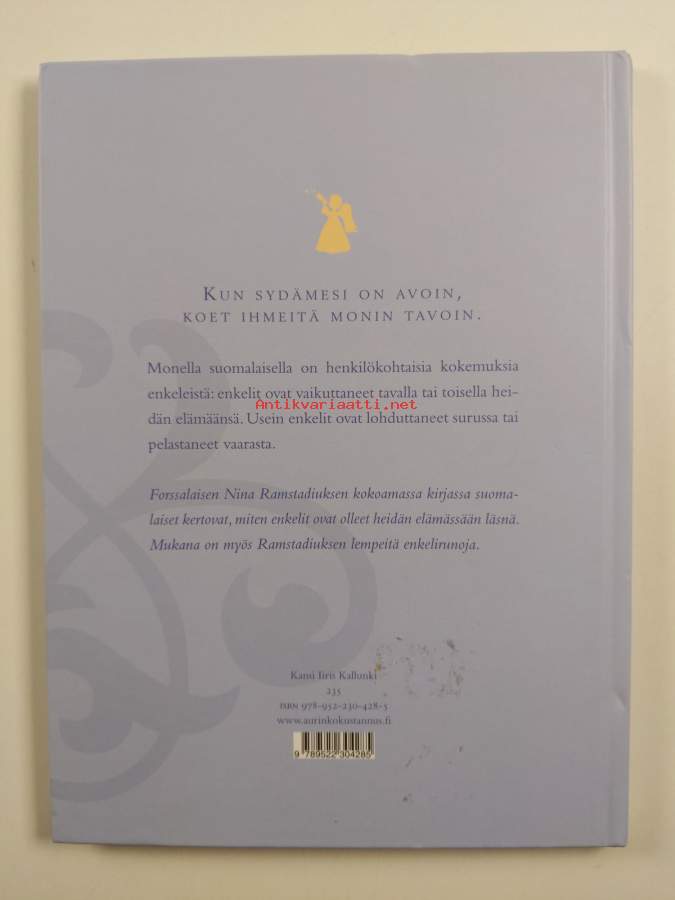 KUN SYDÄMESI ON AVOIN,
KOET IHMEITÄ MONIN TAVOIN.
Monella suomalaisella on henkilökohtaisia kokemuksia
enkeleistä: enkelit ovat vaikuttaneet tavalla tai toisella hei-
Antikvariaatti.net
dän elämäänsä. Usein enkelit ovat lohduttaneet surussa tai
pelastaneet vaarasta.
Forssalaisen Nina Ramstadiuksen kokoamassa kirjassa suoma-
laiset kertovat, miten enkelit ovat olleet heidän elämässään läsnä.
Mukana on myös Ramstadiuksen lempeitä enkelirunoja.
Kansi Iiris Kallunki
235
ISBN 978-952-230-428-5
www.aurinkokustannus.fi
9 789522 304285